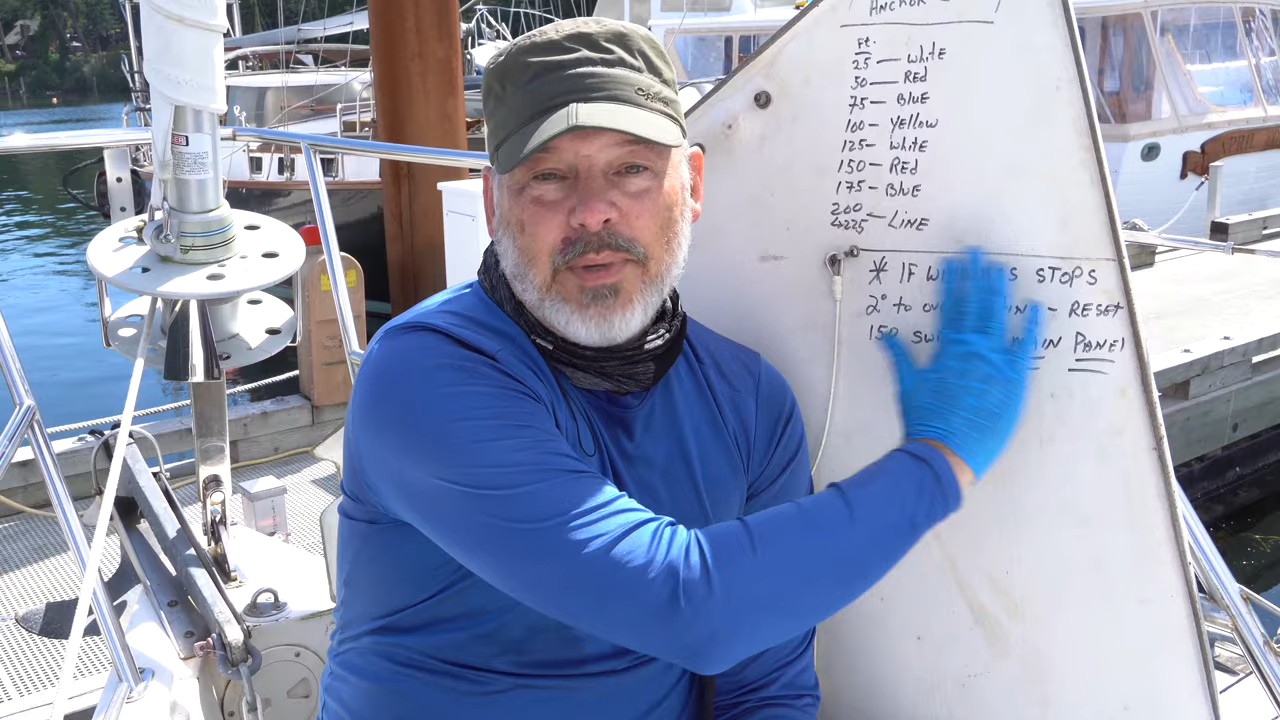 ANCHOR -
Ft.
25 — White
50 — Red
75 — BLUE
100 — Yellow
125 — White
150 — Red
175 — BLUE
200
4225 — LINE
* IF STOPS
2° to - RESET
150 PANEL